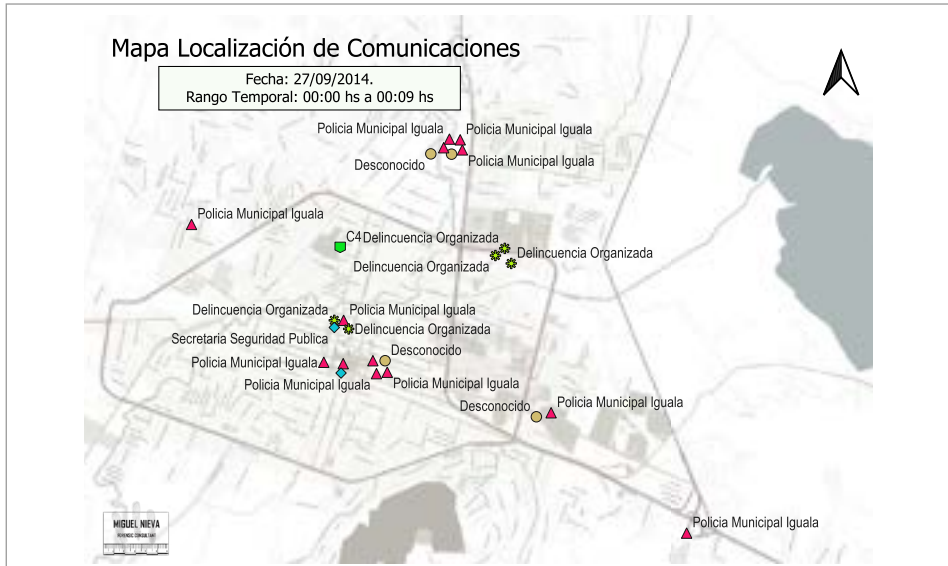 Mapa Localización de Comunicaciones
Fecha: 27/09/2014.
Rango Temporal: 00:00 hs a 00:09 hs
Policia Municipal Iguala
Policia Municipal Iguala
Desconocido
Policia Municipal Iguala
Policia Municipal Iguala
C4
Delincuencia Organizada
Delincuencia Organizada
Delincuencia Organizada
Delincuencia Organizada
Policia Municipal Iguala
Delincuencia Organizada
Secretaria Seguridad Publica
Desconocido
Policia Municipal Iguala
Policia Municipal Iguala
Policia Municipal Iguala
Desconocido
Policia Municipal Iguala
Policia Municipal Iguala
MIGUEL NIEVA
FORENSIC CONSULTANT